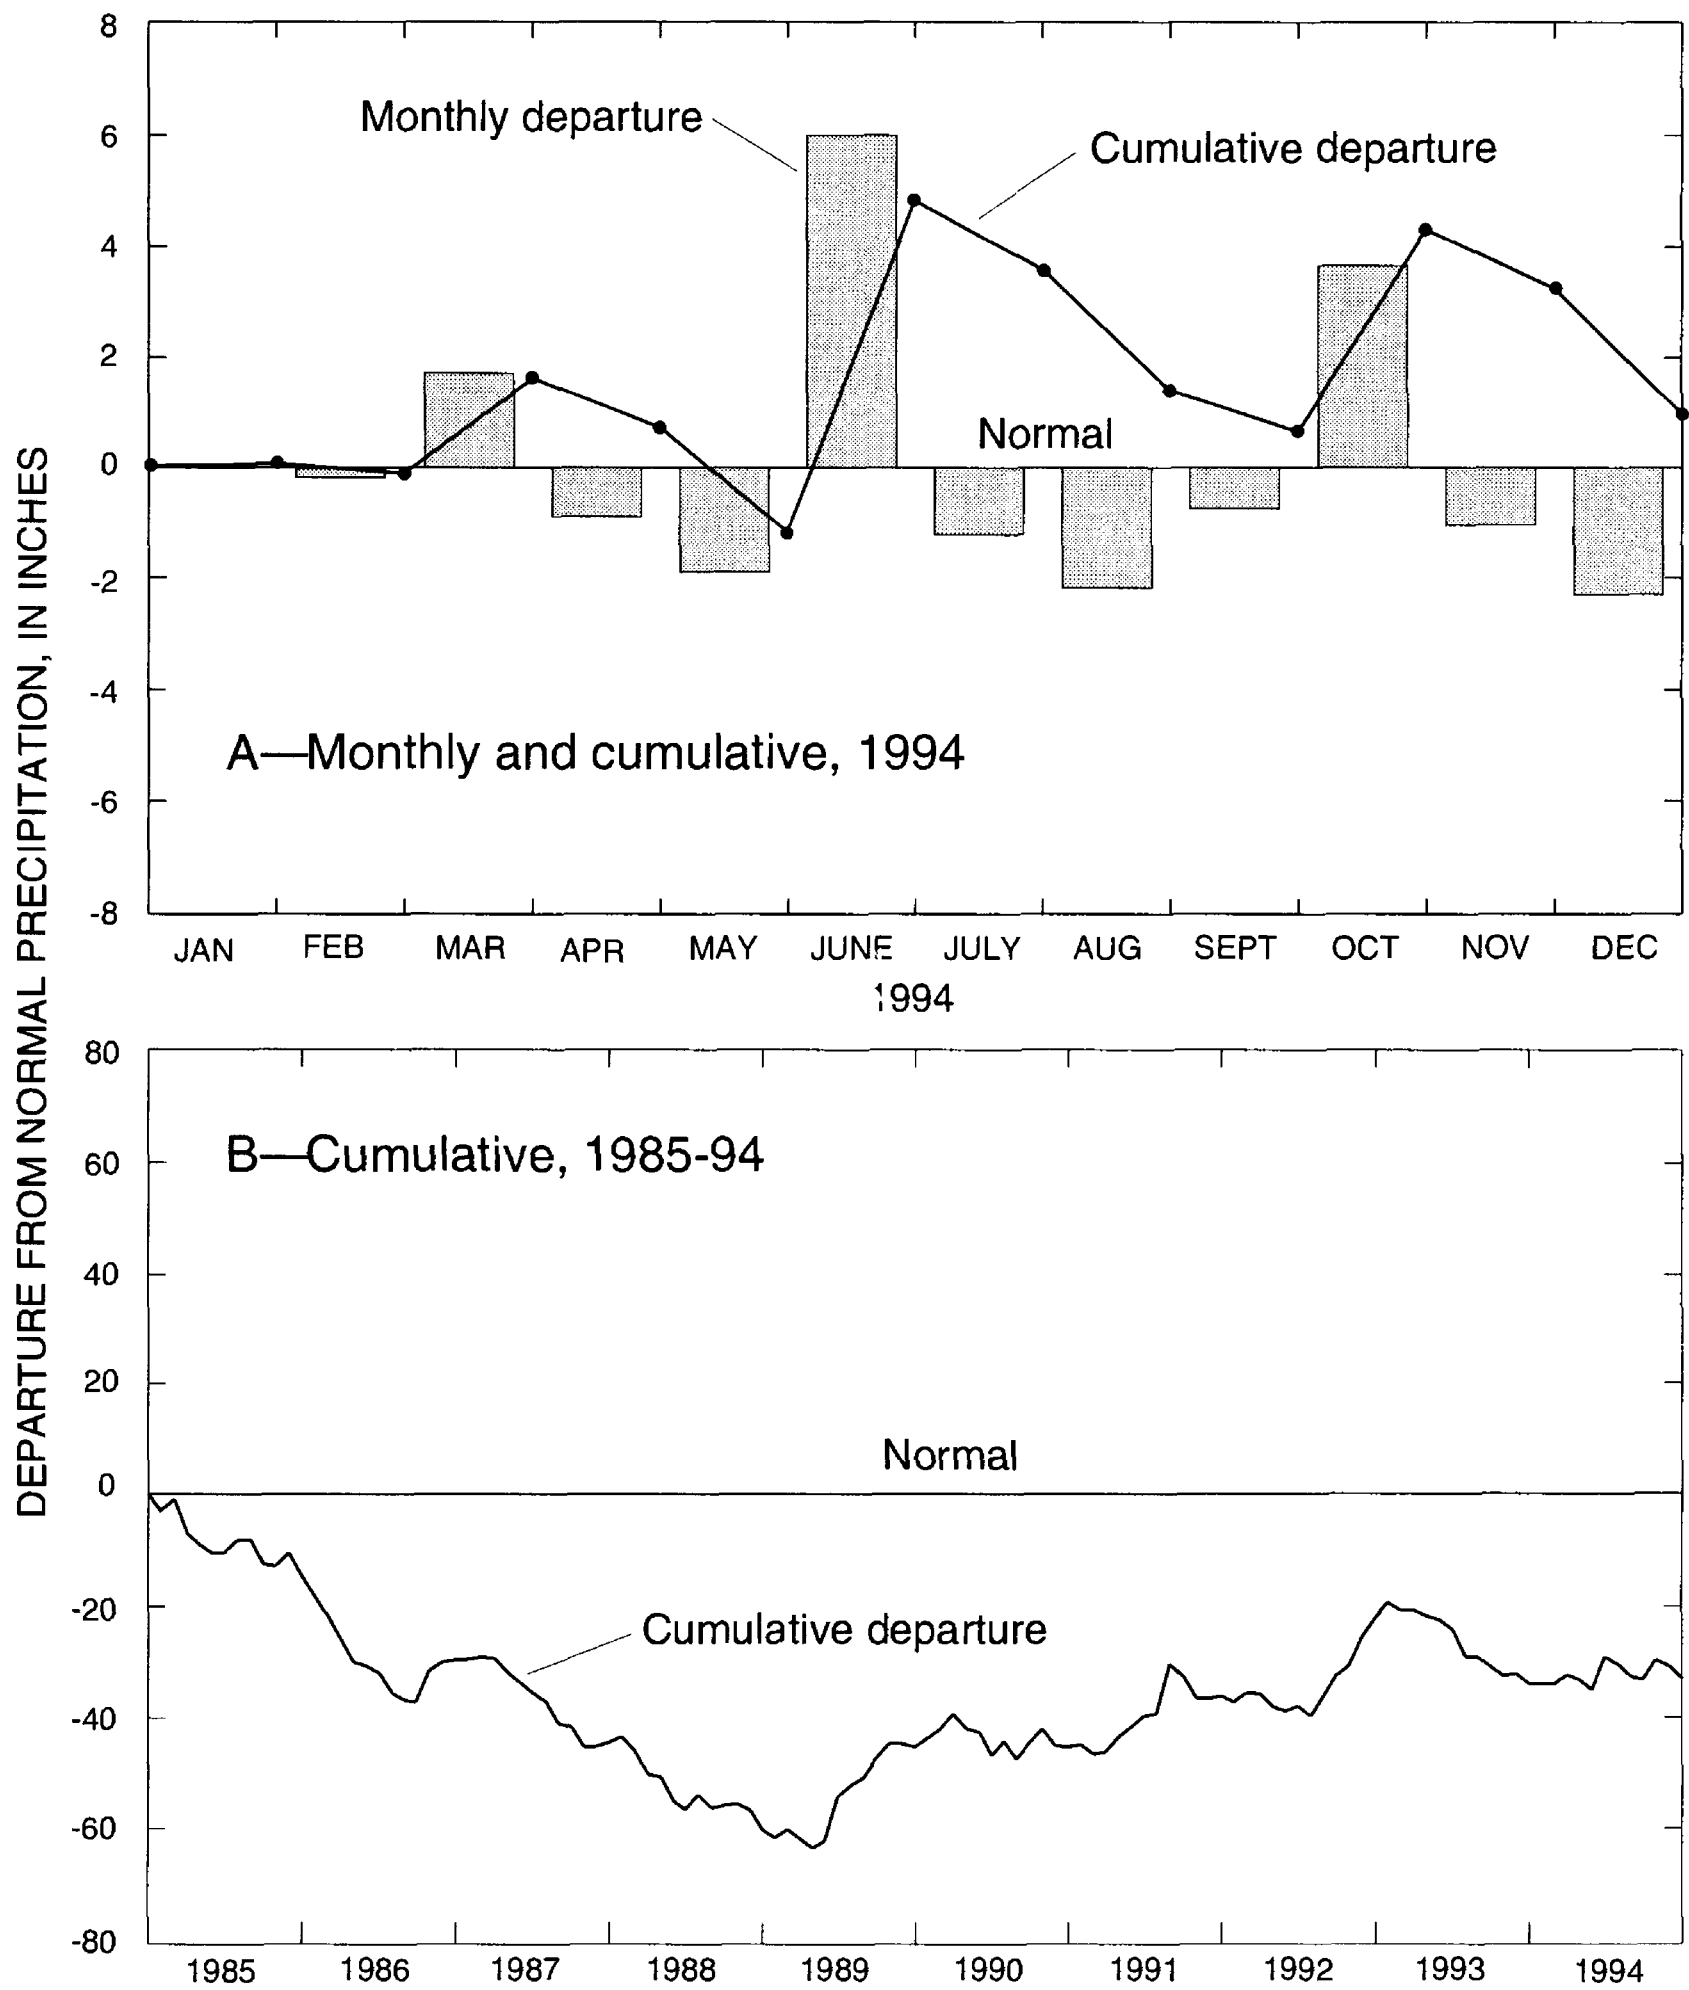 DEPARTURE FROM NORMAL PRECIPITATION, IN INCHES
8
6
4
2
0
-2
-4
-6
-8
Monthly departure
Cumulative departure
Normal
A—Monthly and cumulative, 1994
JAN FEB MAR APR MAY JUNE JULY AUG SEPT OCT NOV DEC
1994
80
60
40
20
0
-20
-40
-60
-80
B—Cumulative, 1985-94
Normal
Cumulative departure
1985 1986 1987 1988 1989 1990 1991 1992 1993 1994